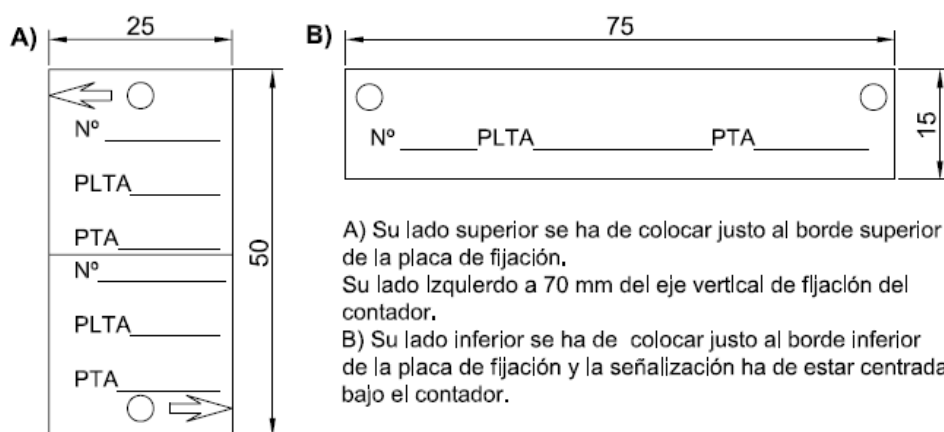 A)
25
Nº
PLTA
PTA
Nº
PLTA
PTA
50
B)
75
Nº PLTA PTA
15
A) Su lado superior se ha de colocar justo al borde superior
de la placa de fijación.
Su lado izquierdo a 70 mm del eje vertical de fijación del
contador.
B) Su lado inferior se ha de colocar justo al borde inferior
de la placa de fijación y la señalización ha de estar centrada
bajo el contador.